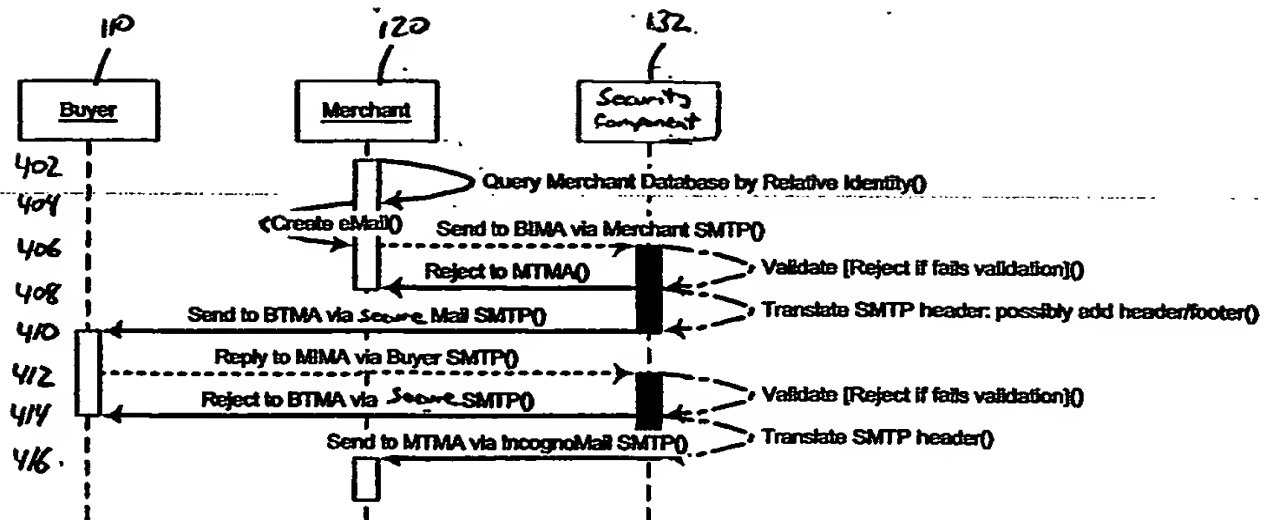 110 120 132
Buyer Merchant Security
Component
402
Query Merchant Database by Relative Identity()
404
Create eMail()
Send to BIMA via Merchant SMTP()
406
Validate [Reject if fails validation]()
Reject to MTMA()
408
Translate SMTP header: possibly add header/footer()
Send to BTMA via secure Mail SMTP()
410
Reply to MIMA via Buyer SMTP()
412
Validate [Reject if fails validation]()
Reject to BTMA via Secure SMTP()
414
Translate SMTP header()
Send to MTMA via IncognoMail SMTP()
416.